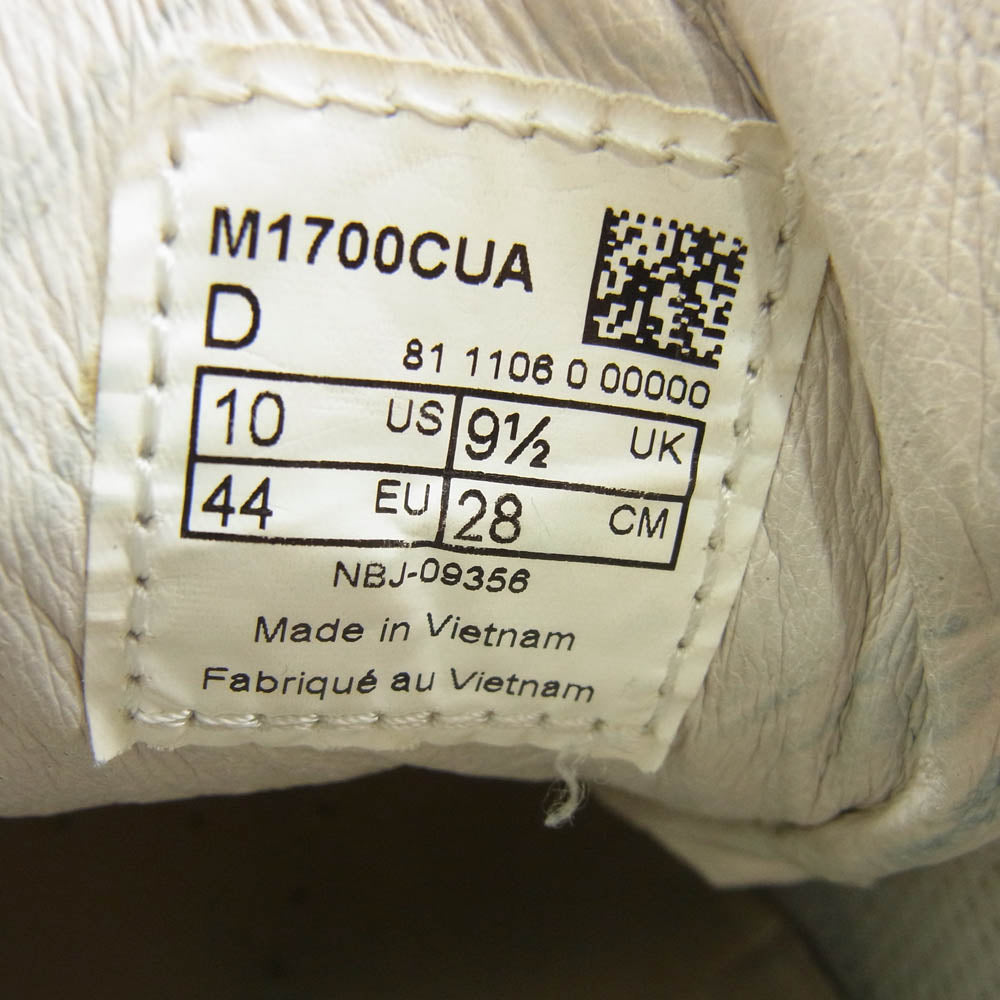 M1700CUA
D
81 1106 0 00000
10 US 9½ UK
44 EU 28 CM
NBJ-09356
Made in Vietnam
Fabriqué au Vietnam